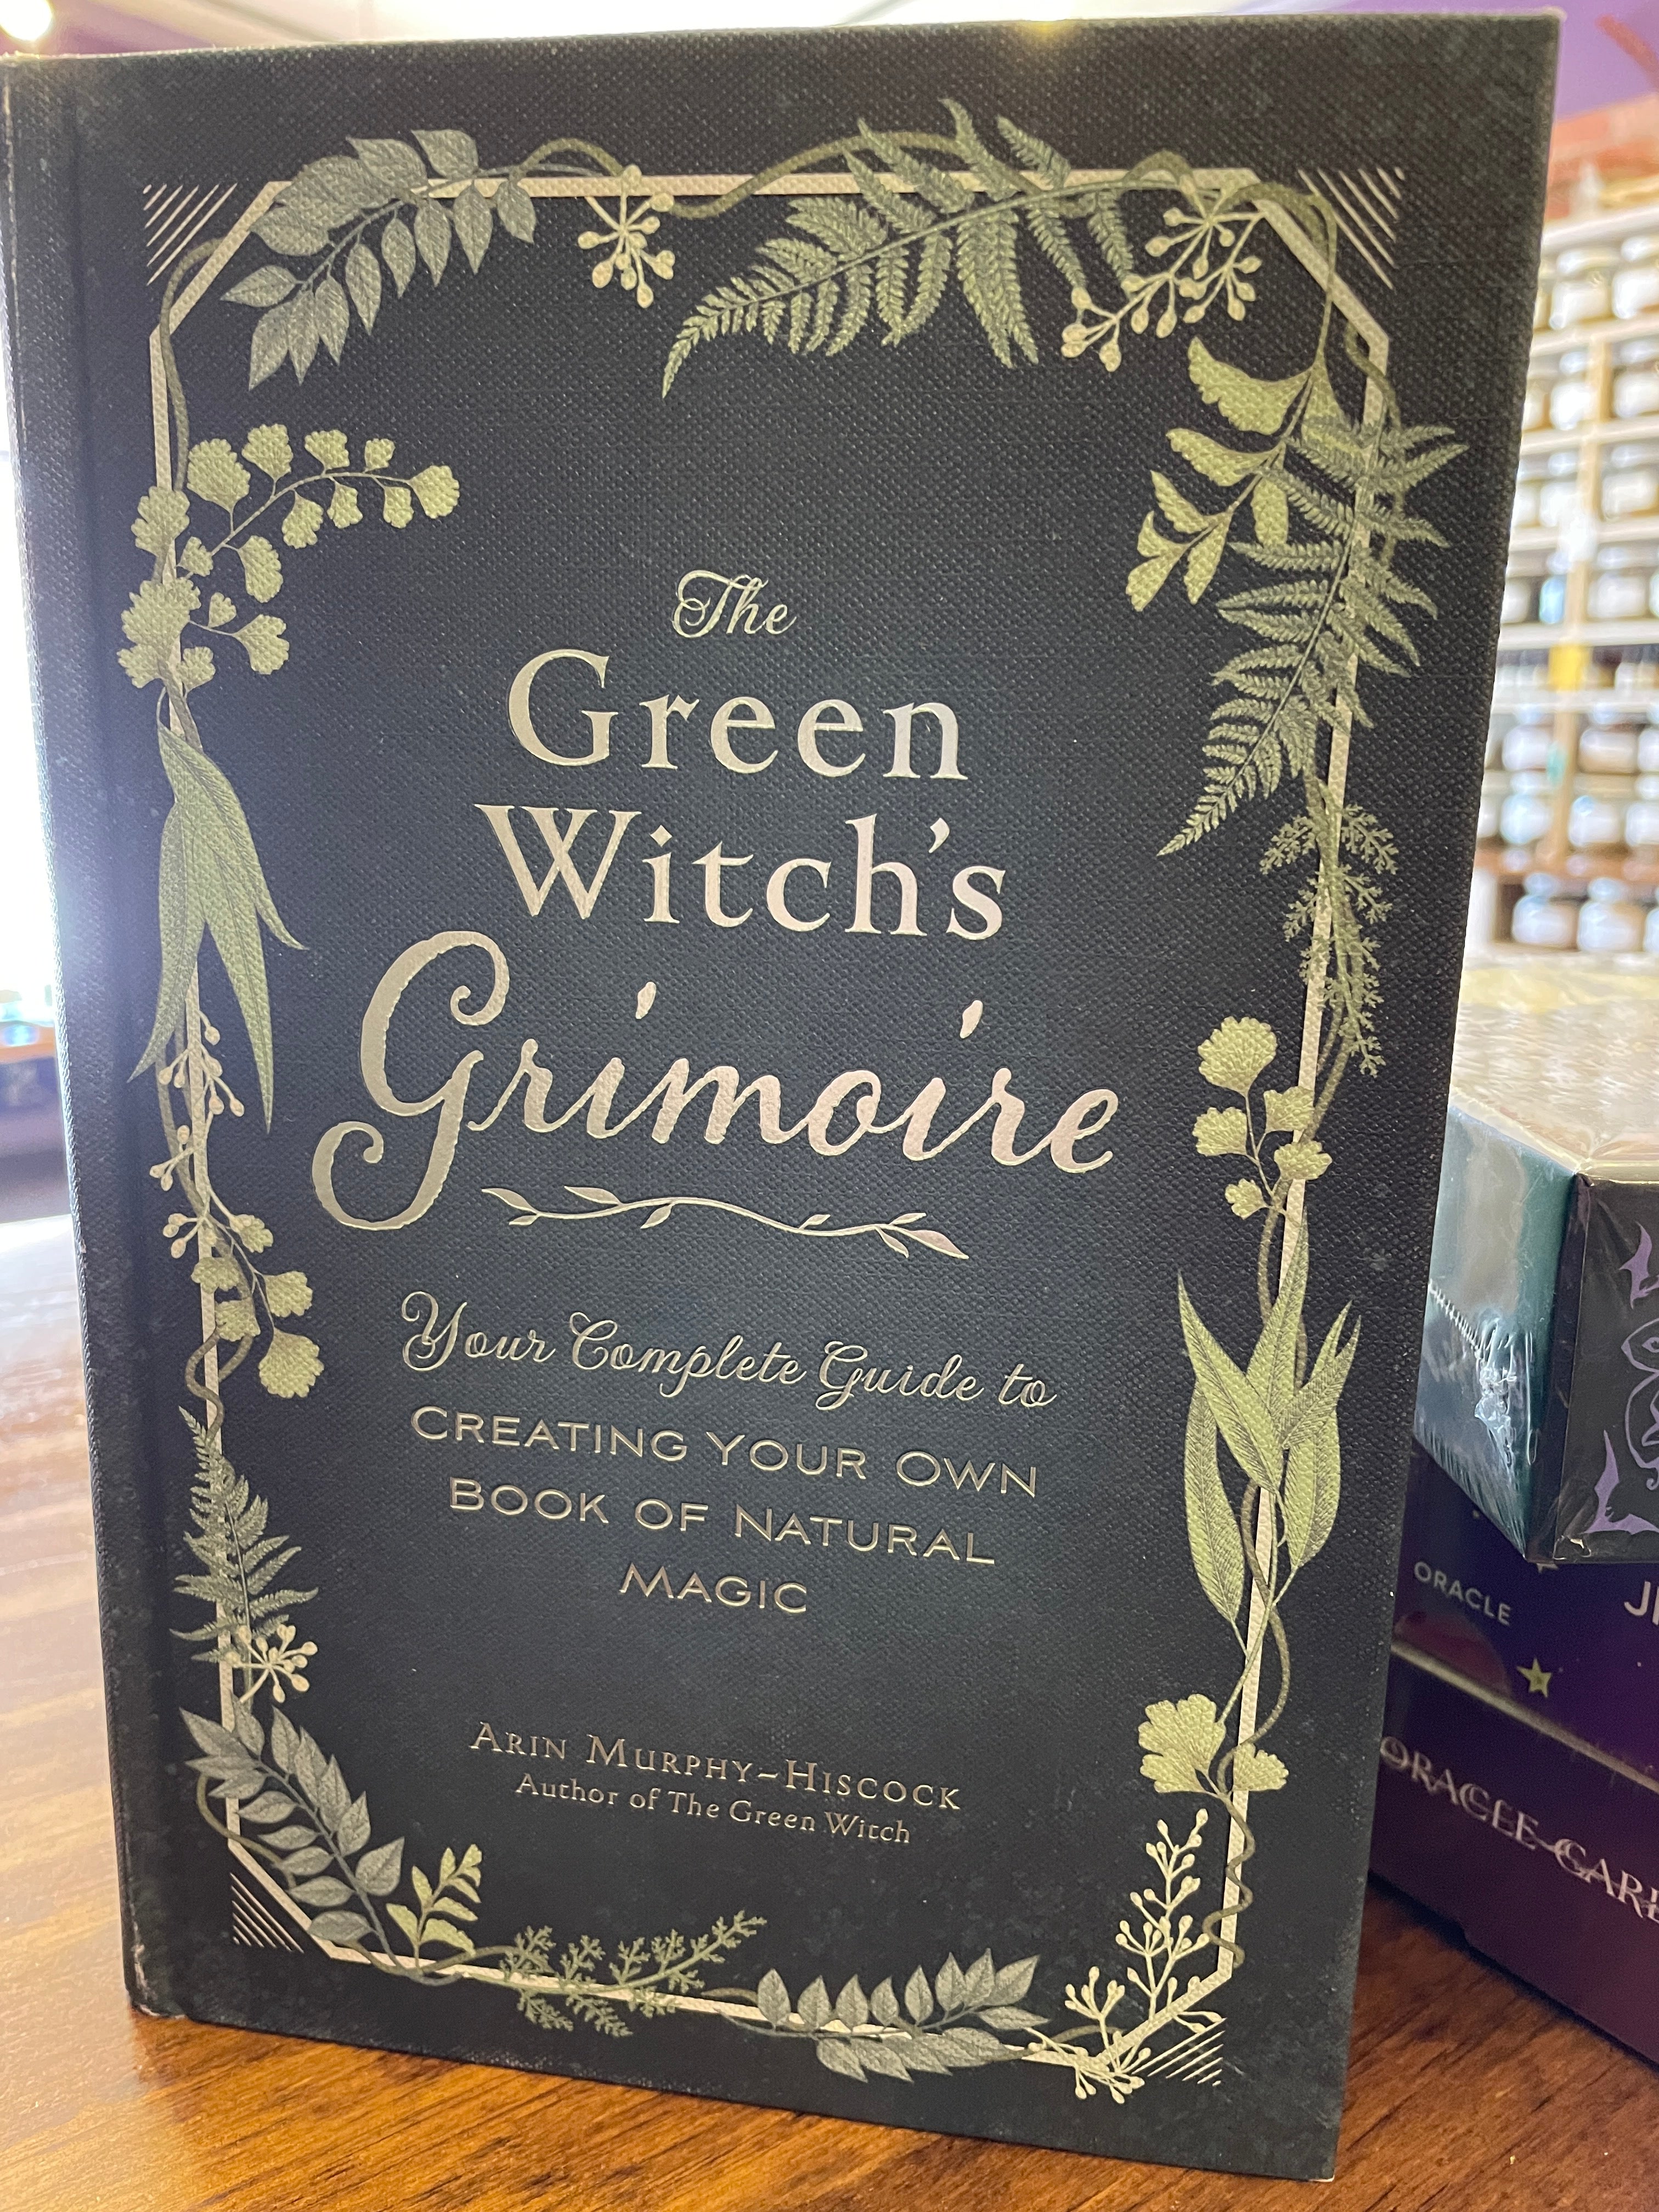 The
Green
Witch's
Grimoire
Your Complete Guide to
CREATING YOUR OWN
BOOK OF NATURAL
MAGIC
ARIN MURPHY-HISCOCK
Author of The Green Witch
ORACLE
ORACLE